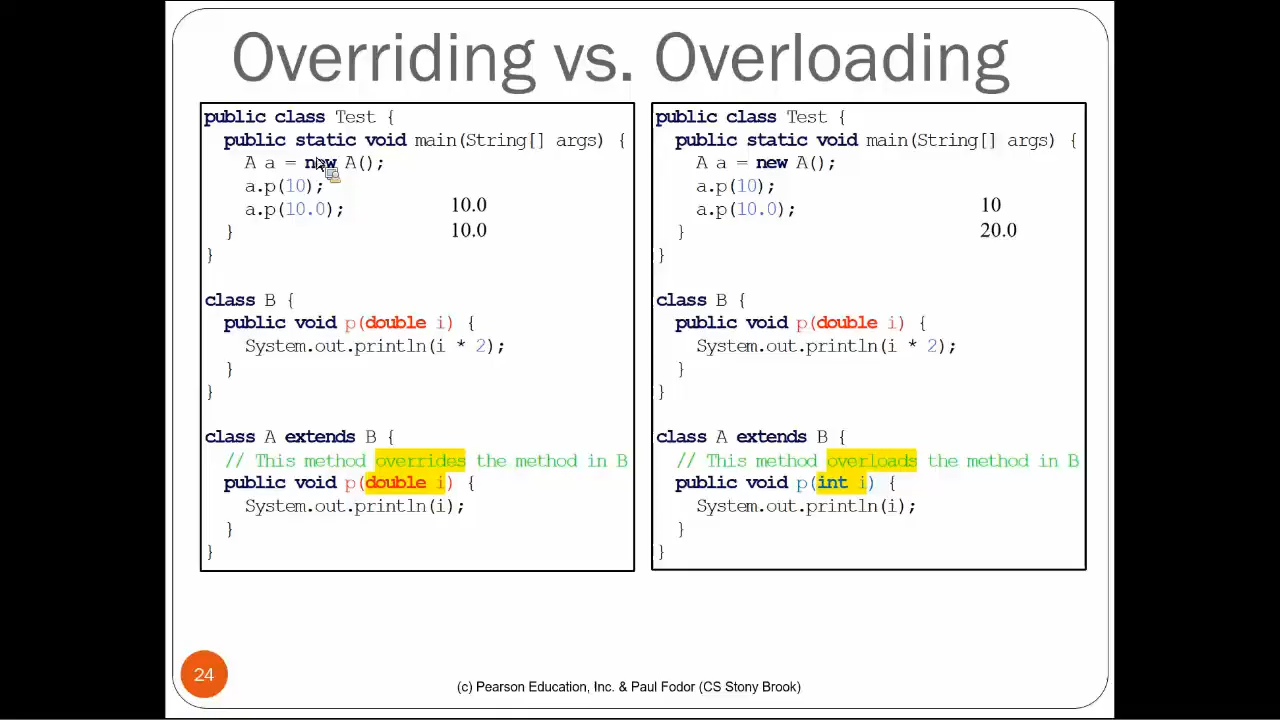 Overriding vs. Overloading
public class Test {
public static void main(String[] args) {
A a = new A();
a.p(10);
a.p(10.0);
}
}
10.0
10.0
class B {
public void p(double i) {
System.out.println(i * 2);
}
}
class A extends B {
// This method overrides the method in B
public void p(double i) {
System.out.println(i);
}
}
public class Test {
public static void main(String[] args) {
A a = new A();
a.p(10);
a.p(10.0);
}
}
10
20.0
class B {
public void p(double i) {
System.out.println(i * 2);
}
}
class A extends B {
// This method overloads the method in B
public void p(int i) {
System.out.println(i);
}
}
24
(c) Pearson Education, Inc. & Paul Fodor (CS Stony Brook)